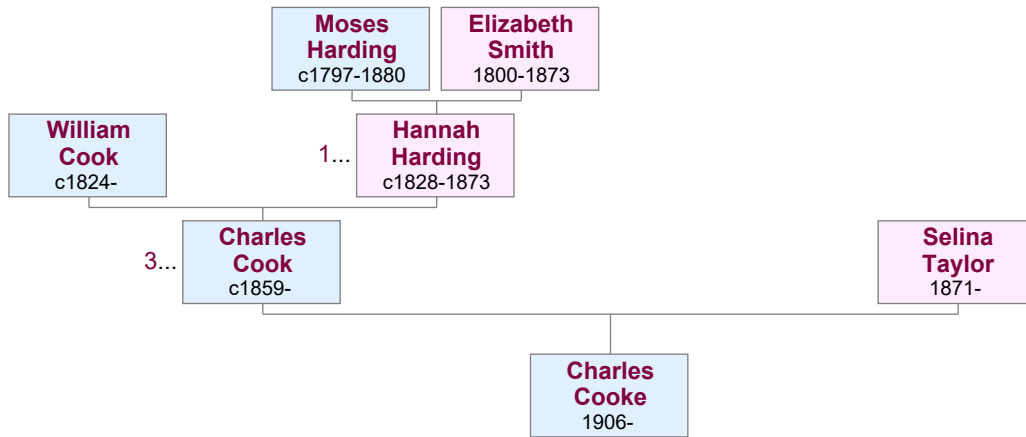 Moses
Harding
c1797-1880
Elizabeth
Smith
1800-1873
William
Cook
c1824-
1...
Hannah
Harding
c1828-1873
3...
Charles
Cook
c1859-
Selina
Taylor
1871-
Charles
Cooke
1906-